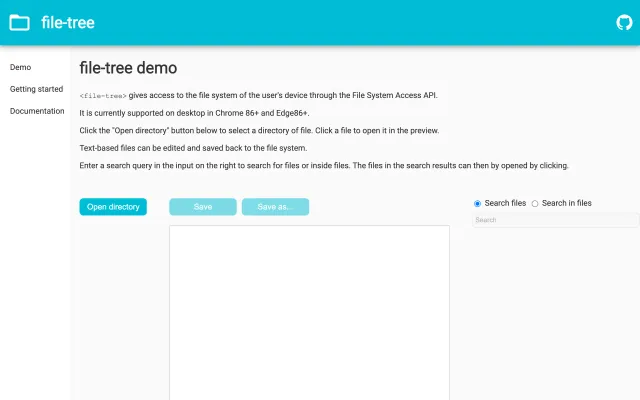 file-tree
Demo
Getting started
Documentation
file-tree demo
<file-tree> gives access to the file system of the user's device through the File System Access API.
It is currently supported on desktop in Chrome 86+ and Edge86+.
Click the "Open directory" button below to select a directory of file. Click a file to open it in the preview.
Text-based files can be edited and saved back to the file system.
Enter a search query in the input on the right to search for files or inside files. The files in the search results can then by opened by clicking.
Open directory
Save
Save as...
Search files
Search in files
Search